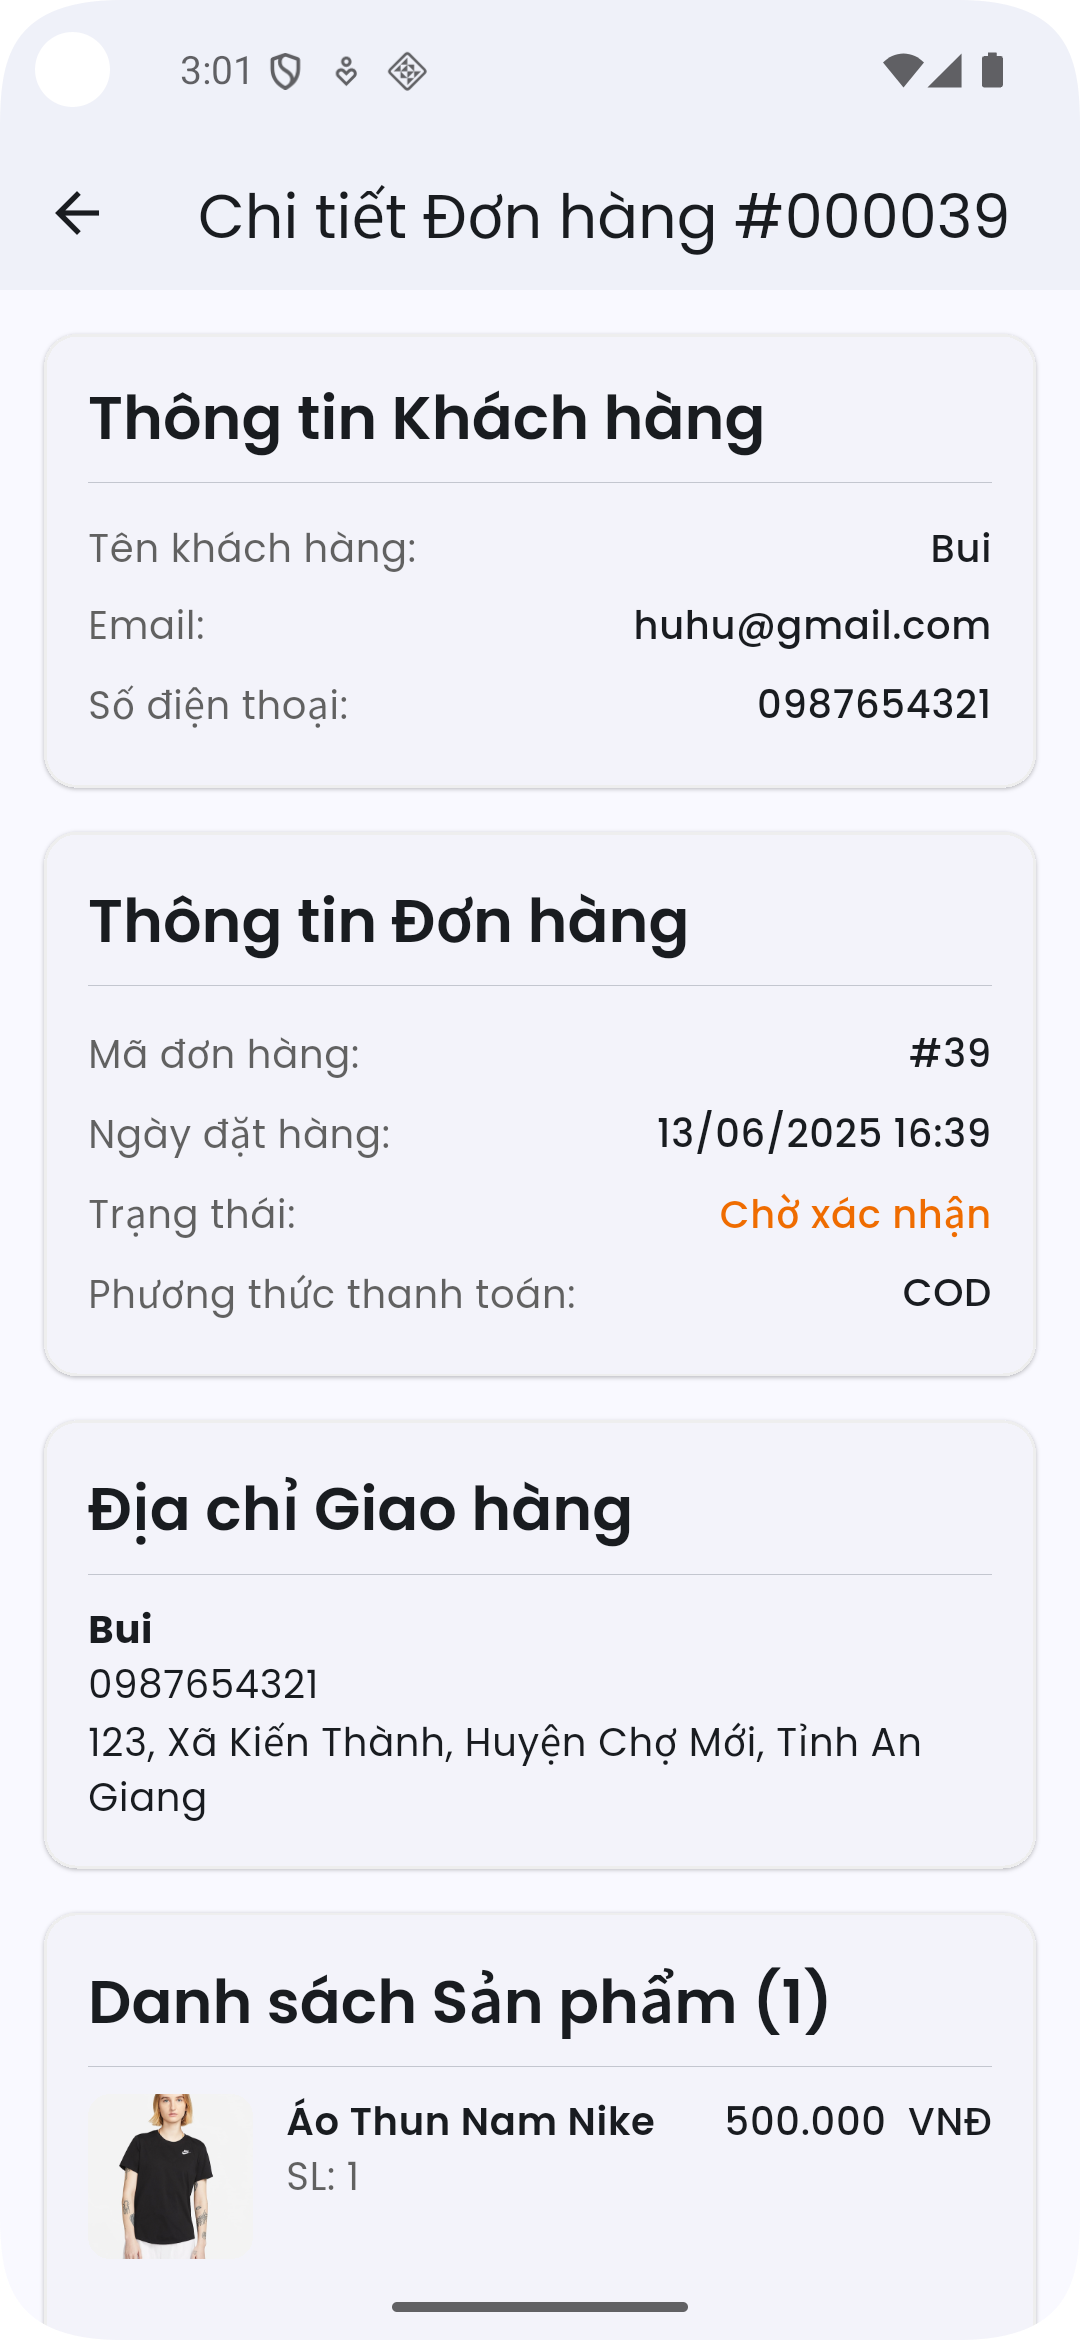 3:01
Chi tiết Đơn hàng #000039
Thông tin Khách hàng
Tên khách hàng: Bui
Email: huhu@gmail.com
Số điện thoại: 0987654321
Thông tin Đơn hàng
Mã đơn hàng: #39
Ngày đặt hàng: 13/06/2025 16:39
Trạng thái: Chờ xác nhận
Phương thức thanh toán: COD
Địa chỉ Giao hàng
Bui
0987654321
123, Xã Kiến Thành, Huyện Chợ Mới, Tỉnh An
Giang
Danh sách Sản phẩm (1)
Áo Thun Nam Nike 500.000 VNĐ
SL: 1